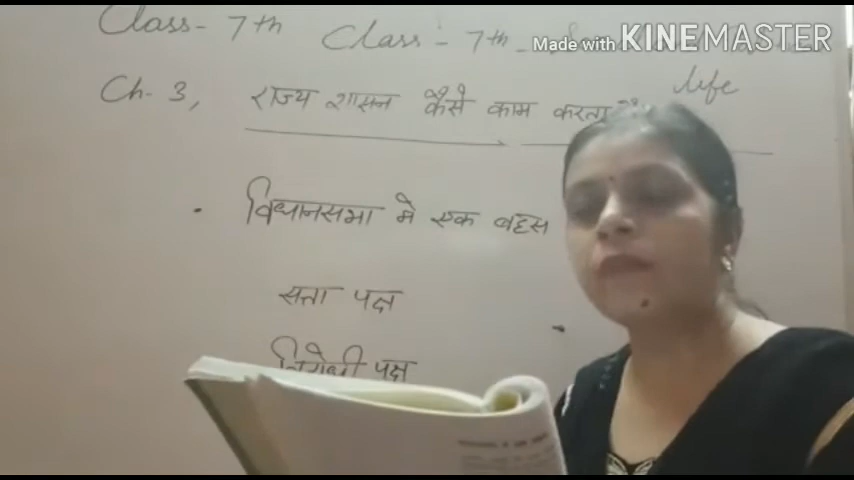 Class- 7th Class- 7th
Made with KINEMASTER
life
Ch- 3, राज्य शासन कैसे काम करता
• विधानसभा मे एक बहस
सत्ता पक्ष
विरोधी पक्ष